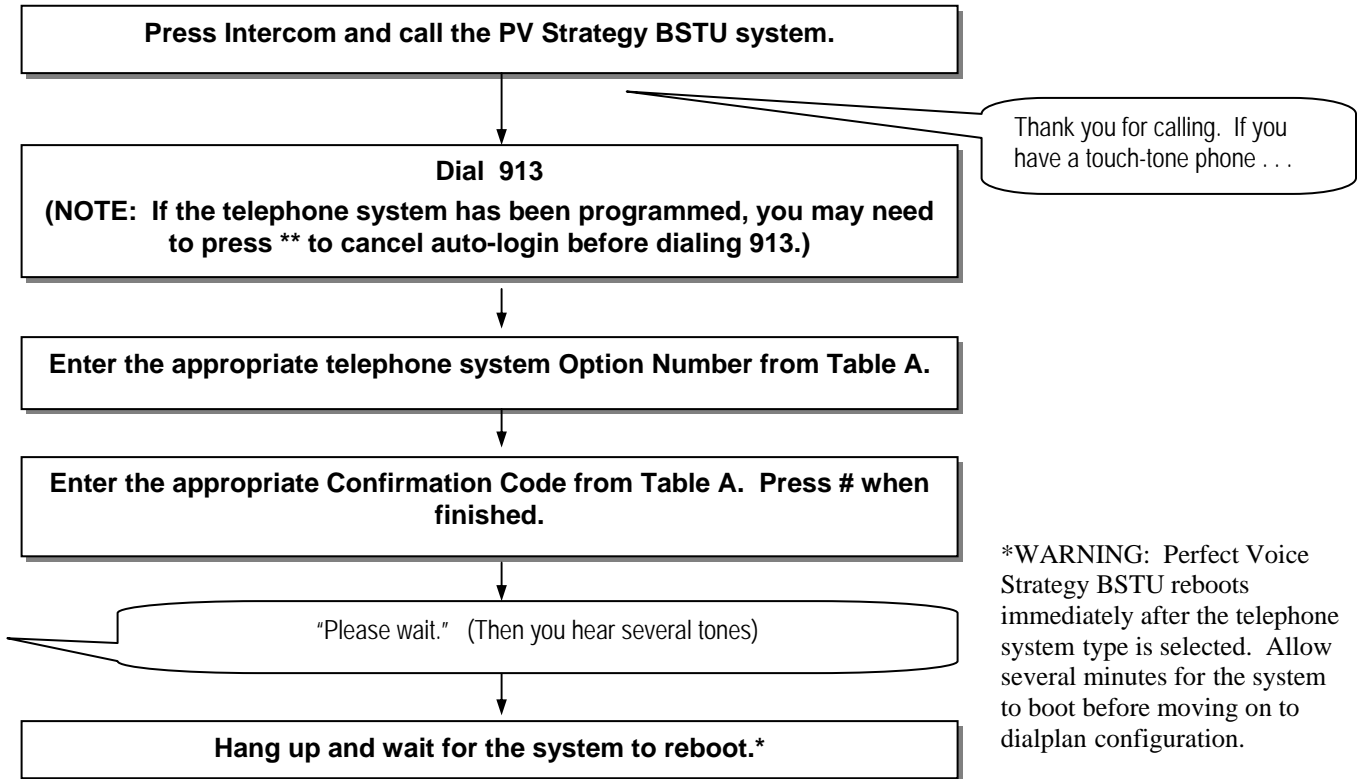 Press Intercom and call the PV Strategy BSTU system.
Thank you for calling. If you
have a touch-tone phone . . .
Dial 913
(NOTE: If the telephone system has been programmed, you may need
to press ** to cancel auto-login before dialing 913.)
Enter the appropriate telephone system Option Number from Table A.
Enter the appropriate Confirmation Code from Table A. Press # when
finished.
"Please wait." (Then you hear several tones)
Hang up and wait for the system to reboot.*
*WARNING: Perfect Voice
Strategy BSTU reboots
immediately after the telephone
system type is selected. Allow
several minutes for the system
to boot before moving on to
dialplan configuration.